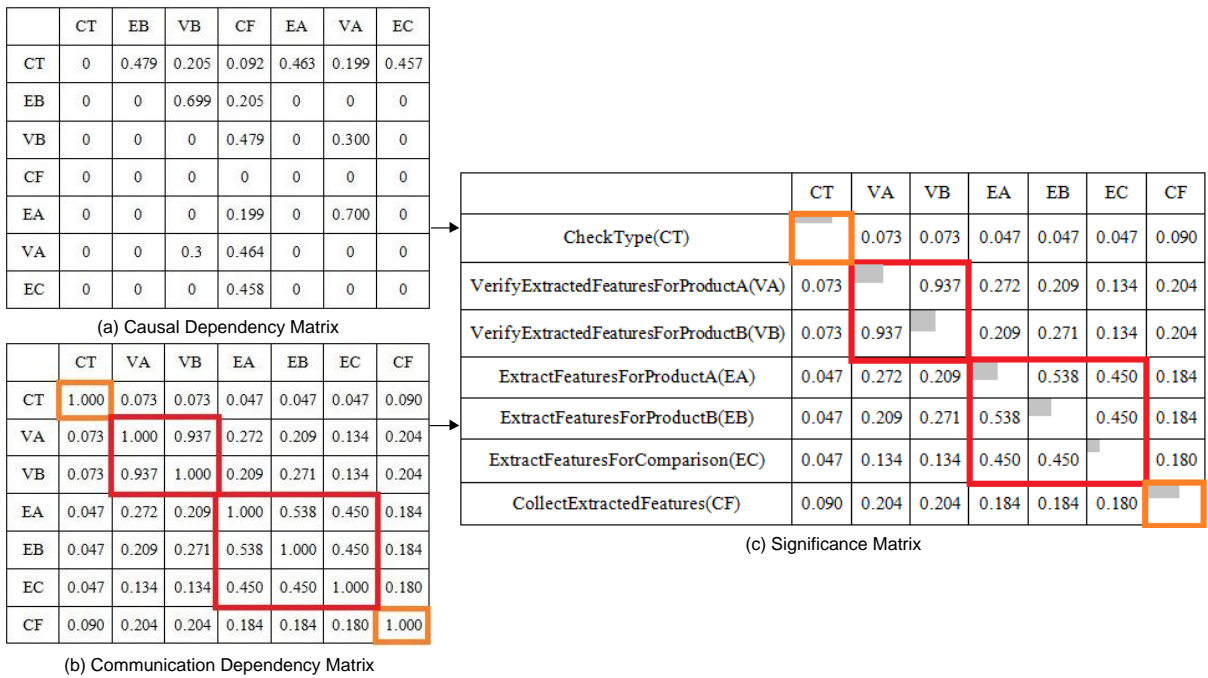 CT EB VB CF EA VA EC
CT 0 0.479 0.205 0.092 0.463 0.199 0.457
EB 0 0 0.699 0.205 0 0 0
VB 0 0 0 0.479 0 0.300 0
CF 0 0 0 0 0 0 0
EA 0 0 0 0.199 0 0.700 0
VA 0 0 0.3 0.464 0 0 0
EC 0 0 0 0.458 0 0 0
(a) Causal Dependency Matrix
CT VA VB EA EB EC CF
CT 1.000 0.073 0.073 0.047 0.047 0.047 0.090
VA 0.073 1.000 0.937 0.272 0.209 0.134 0.204
VB 0.073 0.937 1.000 0.209 0.271 0.134 0.204
EA 0.047 0.272 0.209 1.000 0.538 0.450 0.184
EB 0.047 0.209 0.271 0.538 1.000 0.450 0.184
EC 0.047 0.134 0.134 0.450 0.450 1.000 0.180
CF 0.090 0.204 0.204 0.184 0.184 0.180 1.000
(b) Communication Dependency Matrix
CT VA VB EA EB EC CF
CheckType(CT) 0.073 0.073 0.047 0.047 0.047 0.090
VerifyExtractedFeaturesForProductA(VA) 0.073 0.937 0.272 0.209 0.134 0.204
VerifyExtractedFeaturesForProductB(VB) 0.073 0.937 0.209 0.271 0.134 0.204
ExtractFeaturesForProductA(EA) 0.047 0.272 0.209 0.538 0.450 0.184
ExtractFeaturesForProductB(EB) 0.047 0.209 0.271 0.538 0.450 0.184
ExtractFeaturesForComparison(EC) 0.047 0.134 0.134 0.450 0.450 0.180
CollectExtractedFeatures(CF) 0.090 0.204 0.204 0.184 0.184 0.180
(c) Significance Matrix